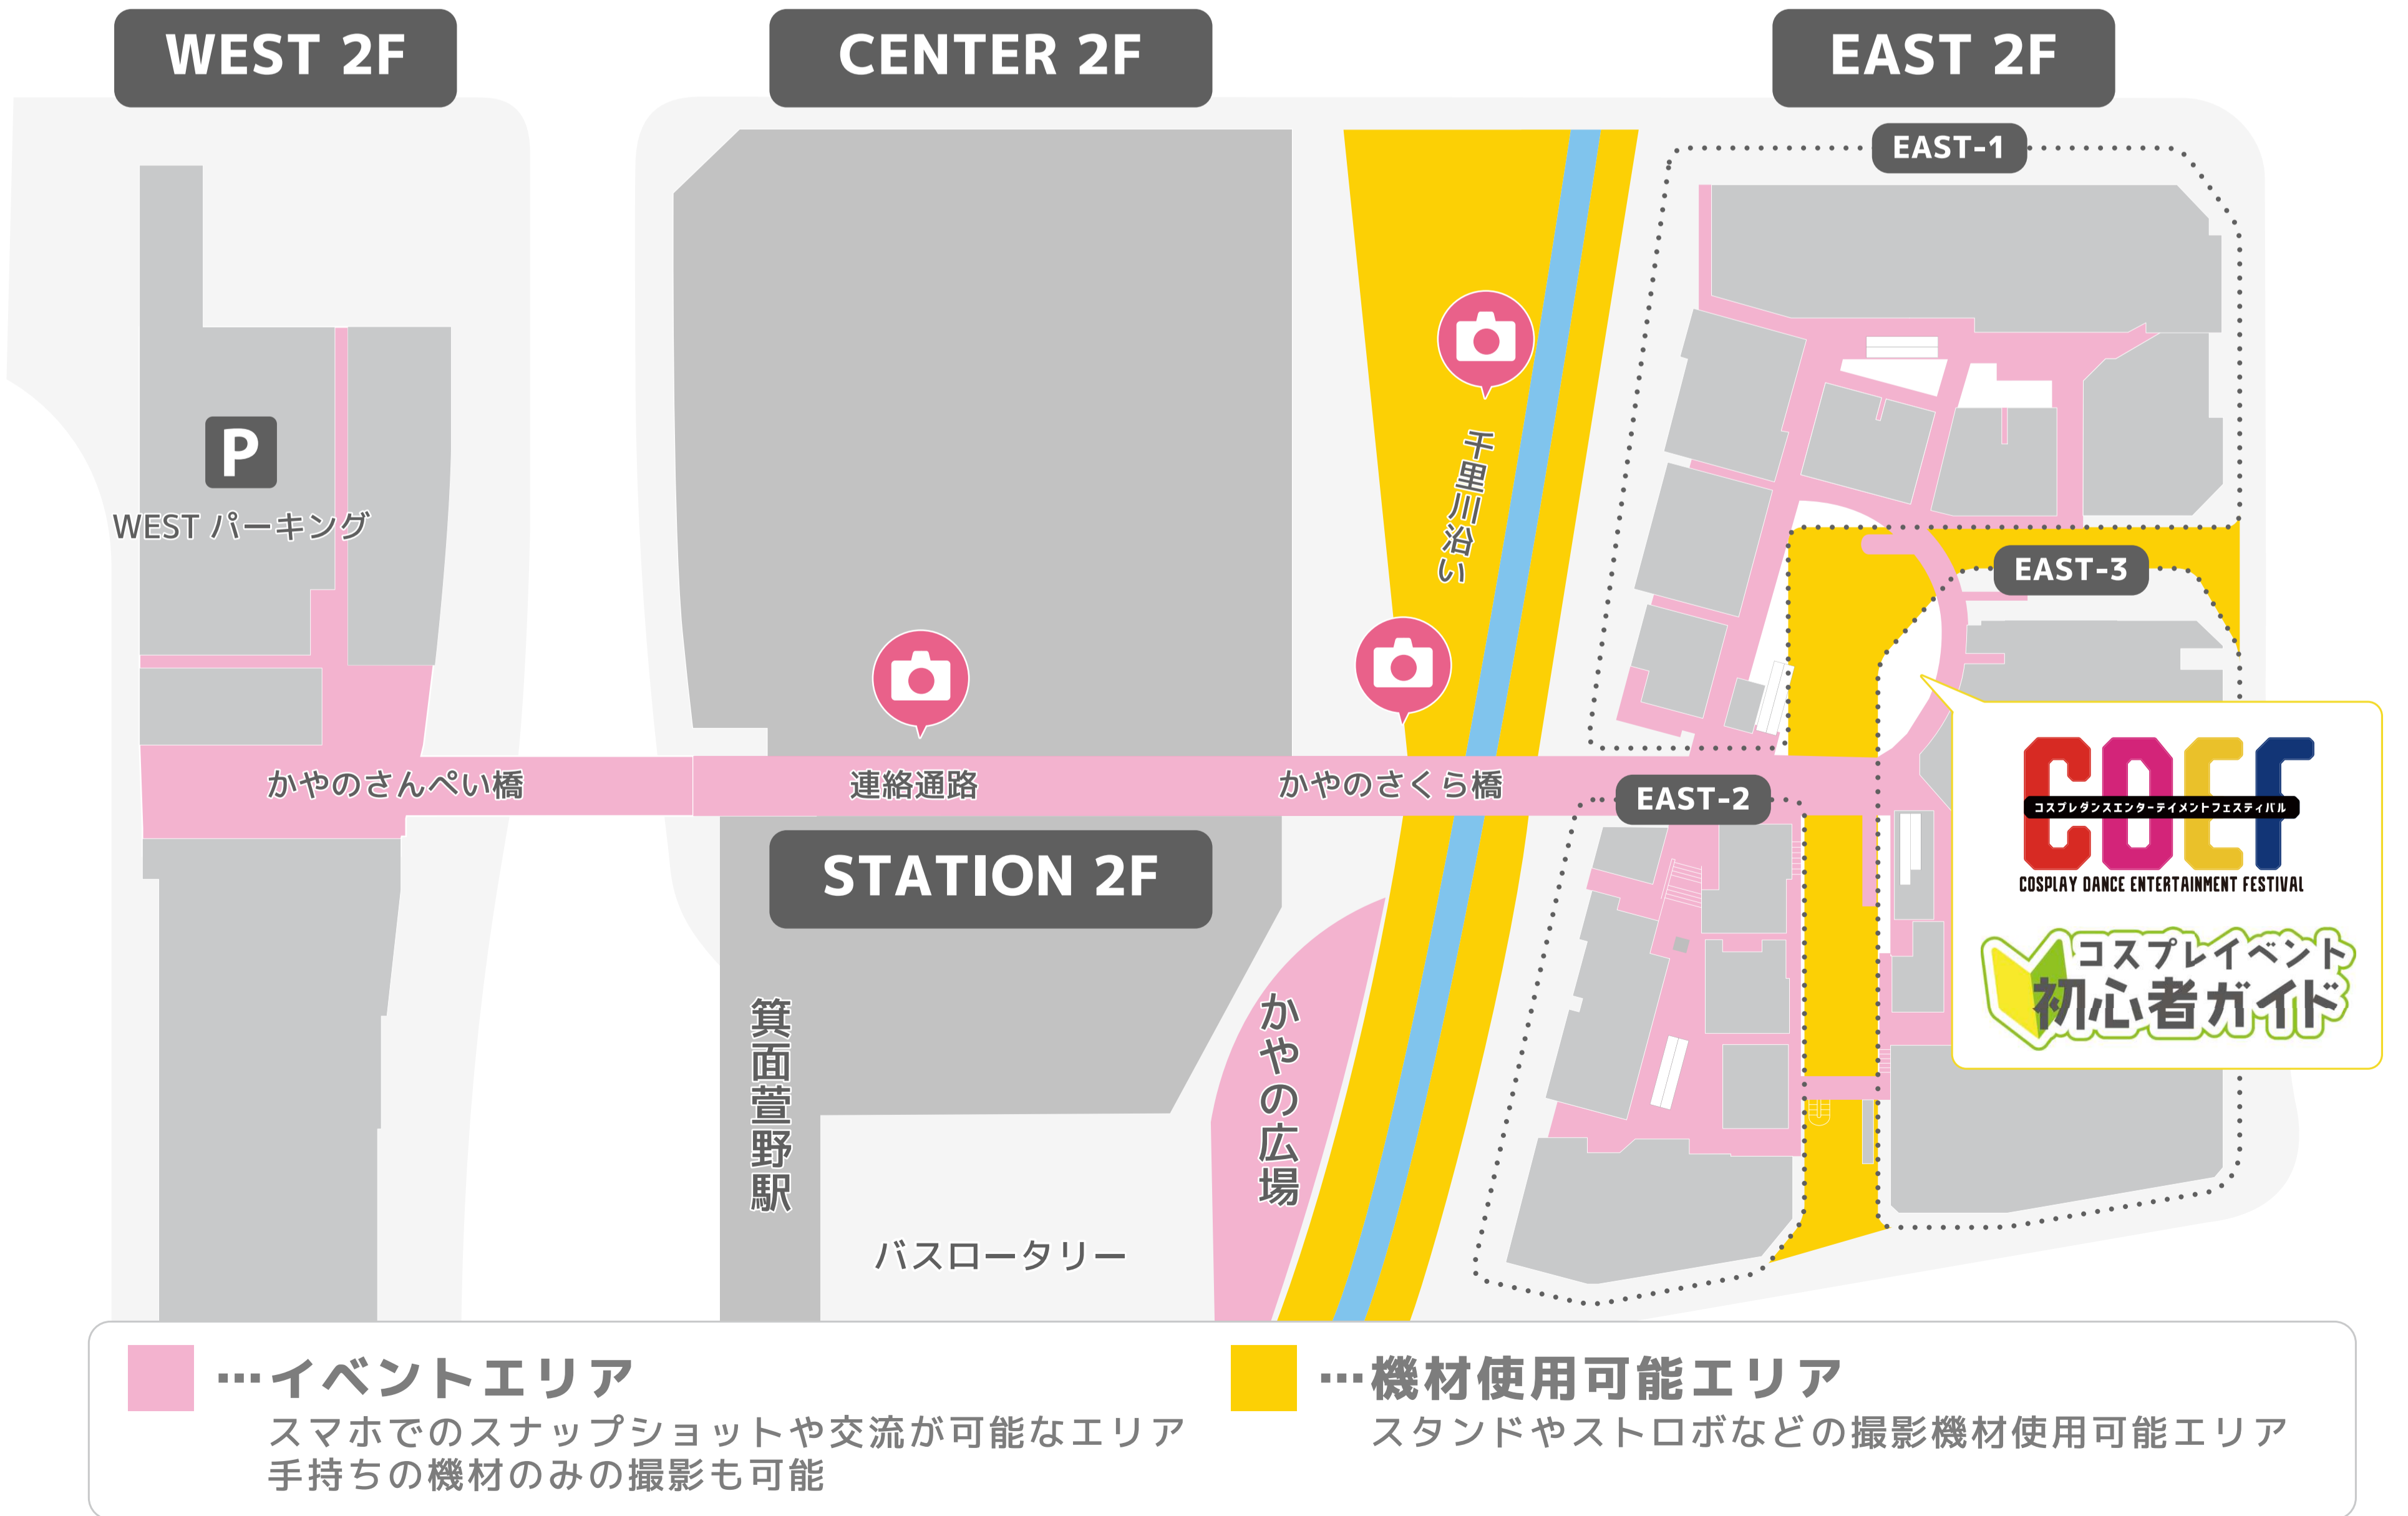 WEST 2F
CENTER 2F
EAST 2F
EAST-1
P
WEST パーキング
千里川沿い
EAST-3
かやのさんぺい橋
連絡通路
かやのさくら橋
EAST-2
STATION 2F
箕面萱野駅
かやの広場
バスロータリー
CDEF
コスプレダンスエンターテイメントフェスティバル
COSPLAY DANCE ENTERTAINMENT FESTIVAL
コスプレイベント
初心者ガイド
…イベントエリア
スマホでのスナップショットや交流が可能なエリア
手持ちの機材のみの撮影も可能
…機材使用可能エリア
スタンドやストロボなどの撮影機材使用可能エリア